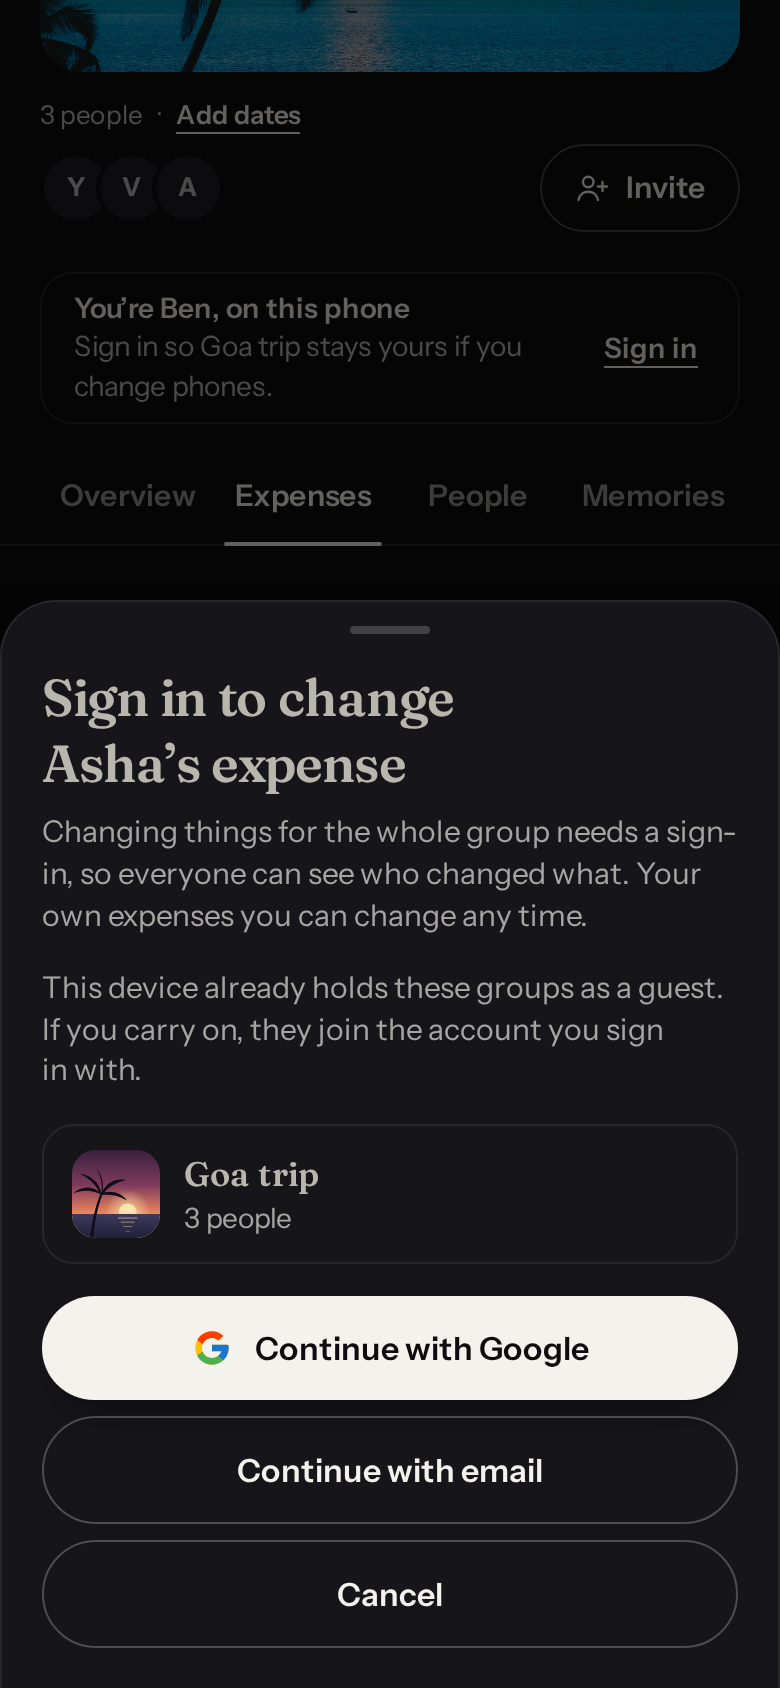 3 people · Add dates
Y V A
Invite
You’re Ben, on this phone
Sign in so Goa trip stays yours if you
change phones.
Sign in
Overview Expenses People Memories
Sign in to change
Asha’s expense
Changing things for the whole group needs a sign-
in, so everyone can see who changed what. Your
own expenses you can change any time.
This device already holds these groups as a guest.
If you carry on, they join the account you sign
in with.
Goa trip
3 people
Continue with Google
Continue with email
Cancel